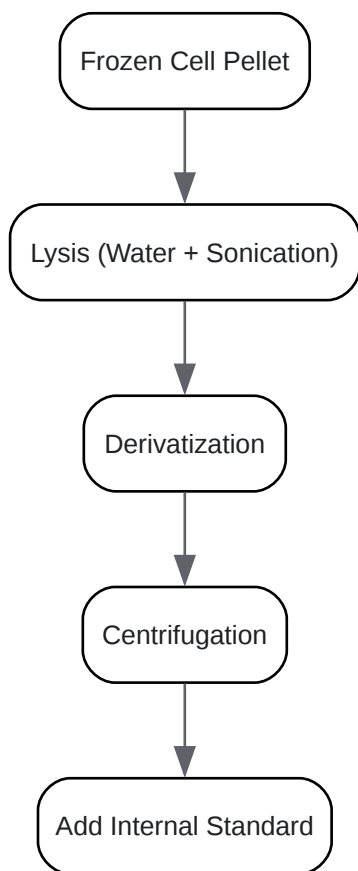 Frozen Cell Pellet
Lysis (Water + Sonication)
Derivatization
Centrifugation
Add Internal Standard